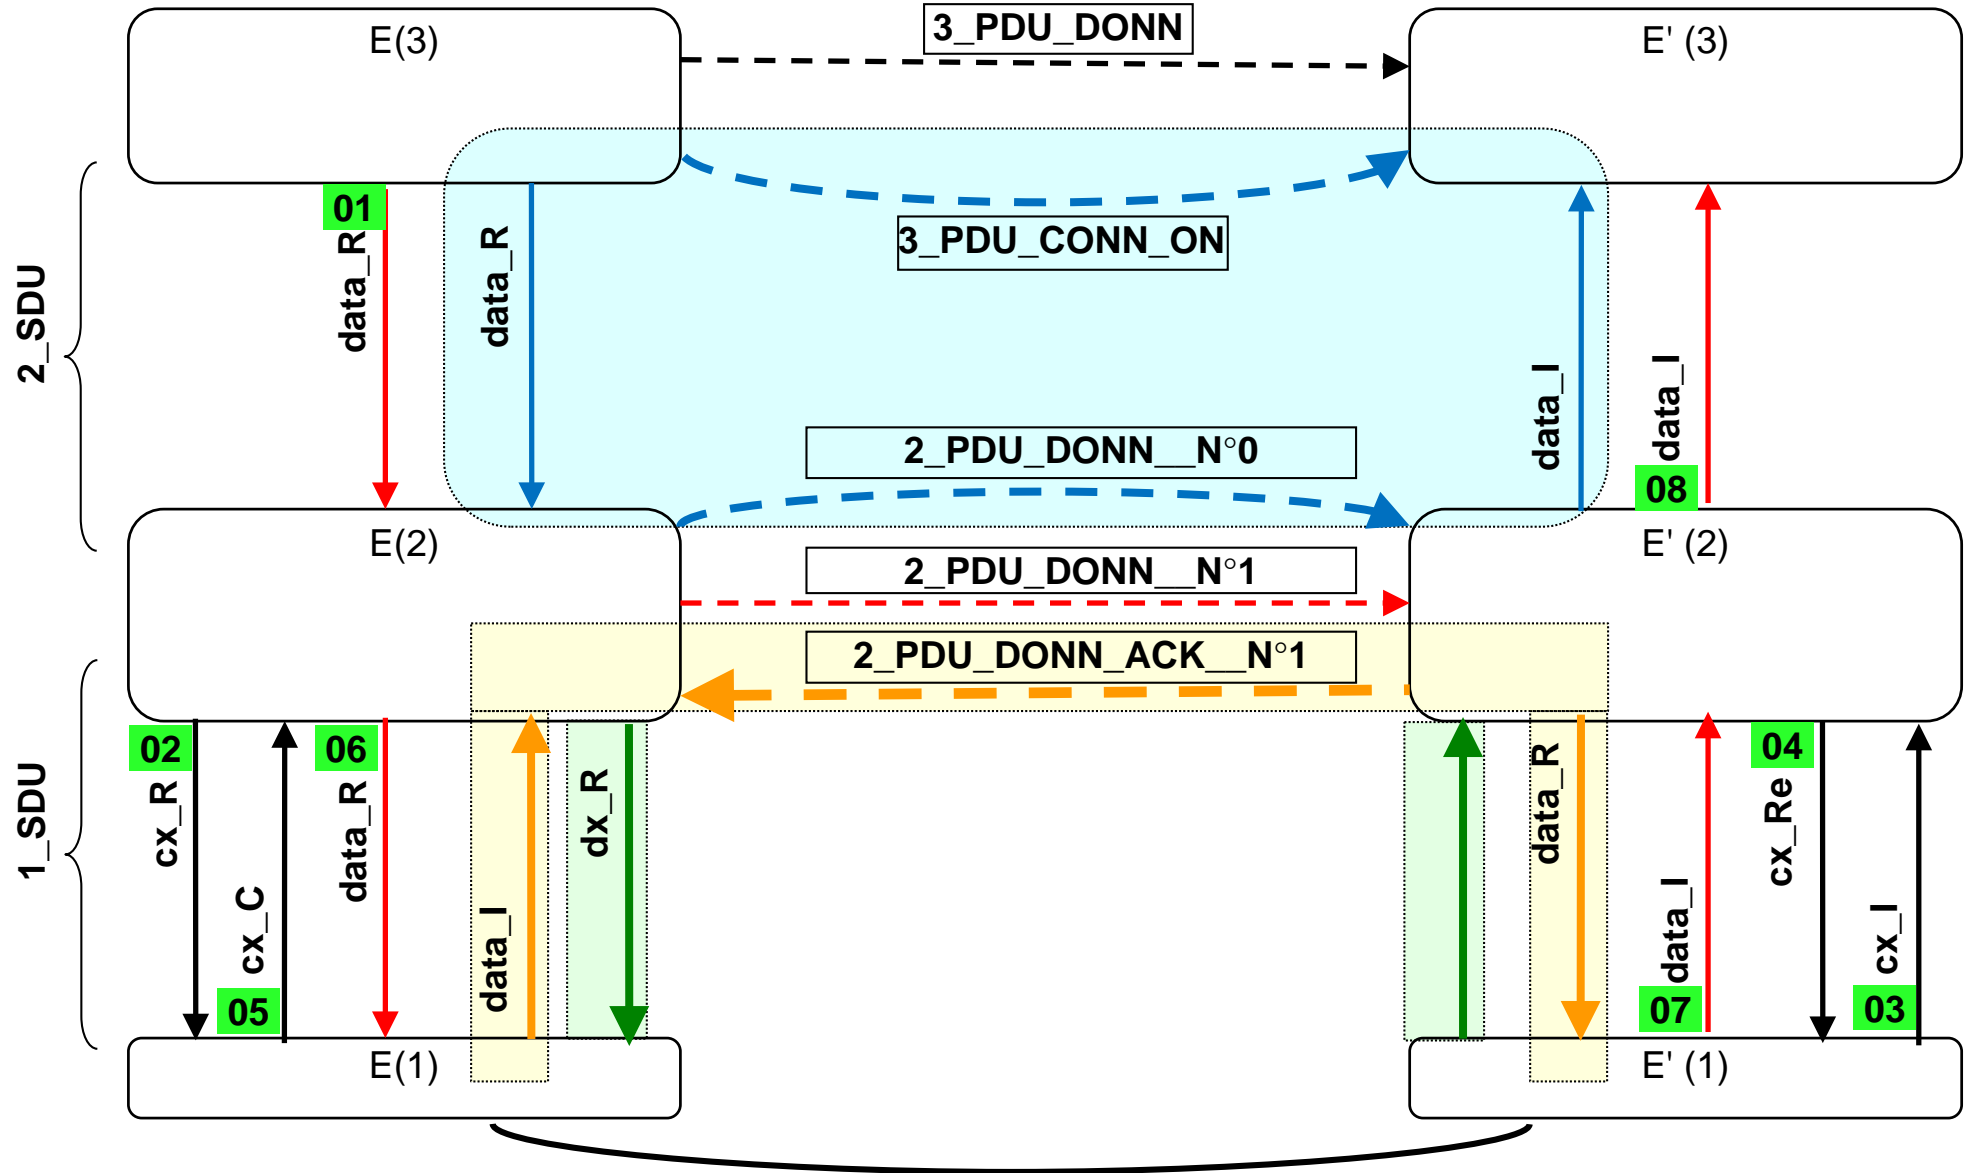 E(3)
3_PDU_DONN
E' (3)
01
data_R
data_R
3_PDU_CONN_ON
2_SDU
data_I
data_I
2_PDU_DONN__N°0
08
E(2)
E' (2)
2_PDU_DONN__N°1
2_PDU_DONN_ACK__N°1
02
06
04
cx_R
data_R
dx_R
data_R
cx_Re
1_SDU
cx_C
data_I
data_I
cx_I
05
07
03
E(1)
E' (1)